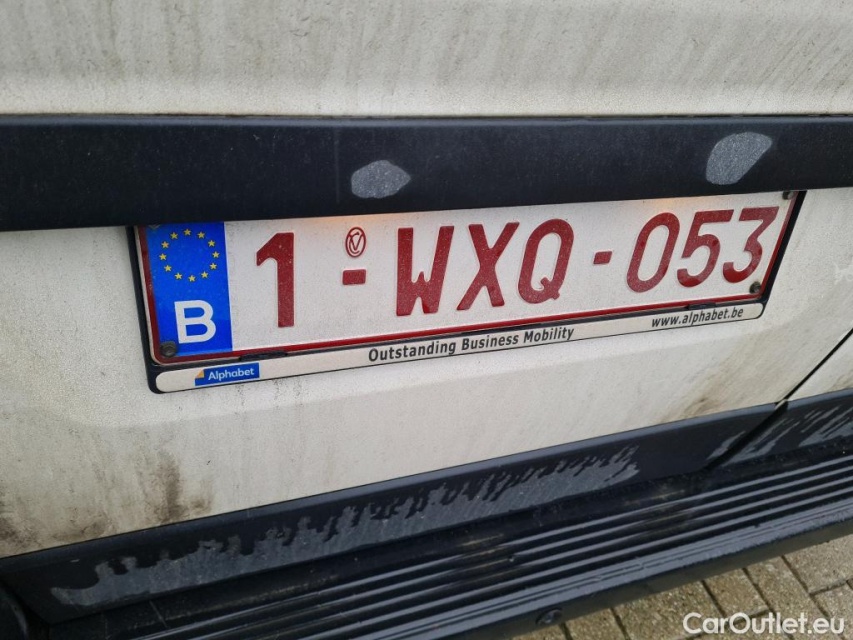 B 1-WXQ-053
Alphabet Outstanding Business Mobility www.alphabet.be
CarOutlet.eu